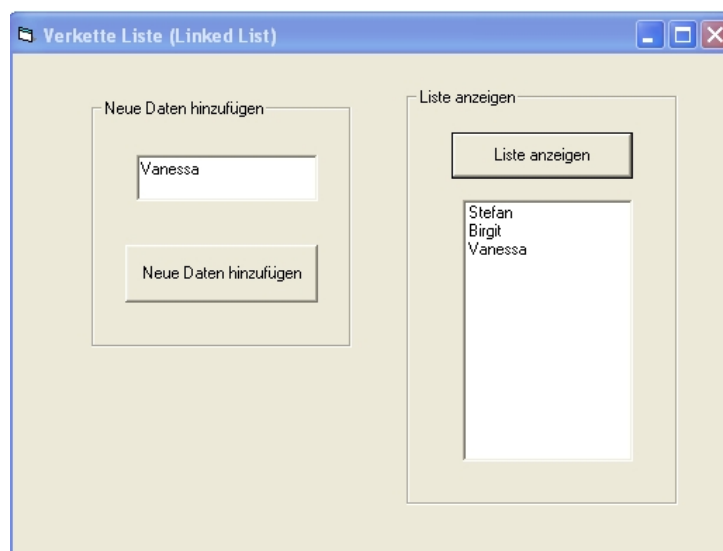 Verkette Liste (Linked List)
Neue Daten hinzufügen
Vanessa
Neue Daten hinzufügen
Liste anzeigen
Liste anzeigen
Stefan
Birgit
Vanessa